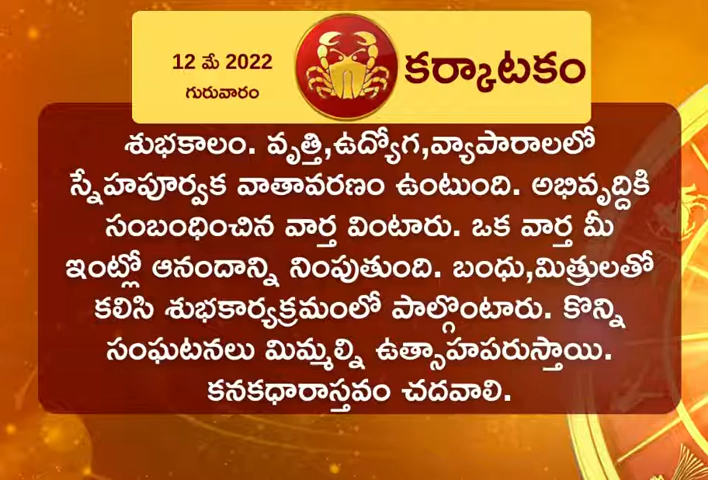 12 మే 2022
గురువారం
కర్కాటకం
శుభకాలం. వృత్తి,ఉద్యోగ,వ్యాపారాలలో
స్నేహపూర్వక వాతావరణం ఉంటుంది. అభివృద్దికి
సంబంధించిన వార్త వింటారు. ఒక వార్త మీ
ఇంట్లో ఆనందాన్ని నింపుతుంది. బంధు,మిత్రులతో
కలిసి శుభకార్యక్రమంలో పాల్గొంటారు. కొన్ని
సంఘటనలు మిమ్మల్ని ఉత్సాహపరుస్తాయి.
కనకధారాస్తవం చదవాలి.